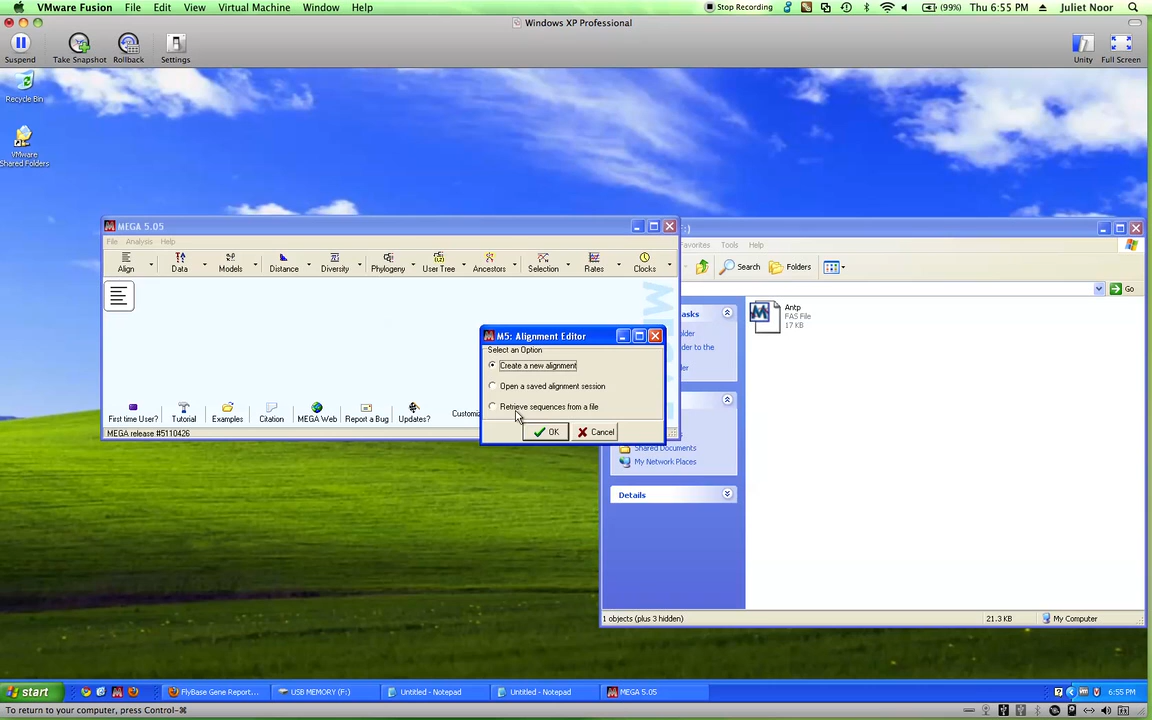 VMware Fusion File Edit View Virtual Machine Window Help Stop Recording (99%) Thu 6:55 PM Juliet Noor
Windows XP Professional
Suspend Take Snapshot Rollback Settings Unity Full Screen
Recycle Bin
VMware
Shared Folders
MEGA 5.05
File Analysis Help
Align Data Models Distance Diversity Phylogeny User Tree Ancestors Selection Rates Clocks
First time User? Tutorial Examples Citation MEGA Web Report a Bug Updates?
MEGA release #5110426
M5: Alignment Editor
Select an Option
Create a new alignment
Open a saved alignment session
Retrieve sequences from a file
OK Cancel
:)
avorites Tools Help
Search Folders
Go
asks
lder
lder to the
Shared Documents
My Network Places
Details
Antp
FAS File
17 KB
1 objects (plus 3 hidden) 21.3 KB My Computer
start FlyBase Gene Report... USB MEMORY (F:) Untitled - Notepad Untitled - Notepad MEGA 5.05 6:55 PM
To return to your computer, press Control-⌘